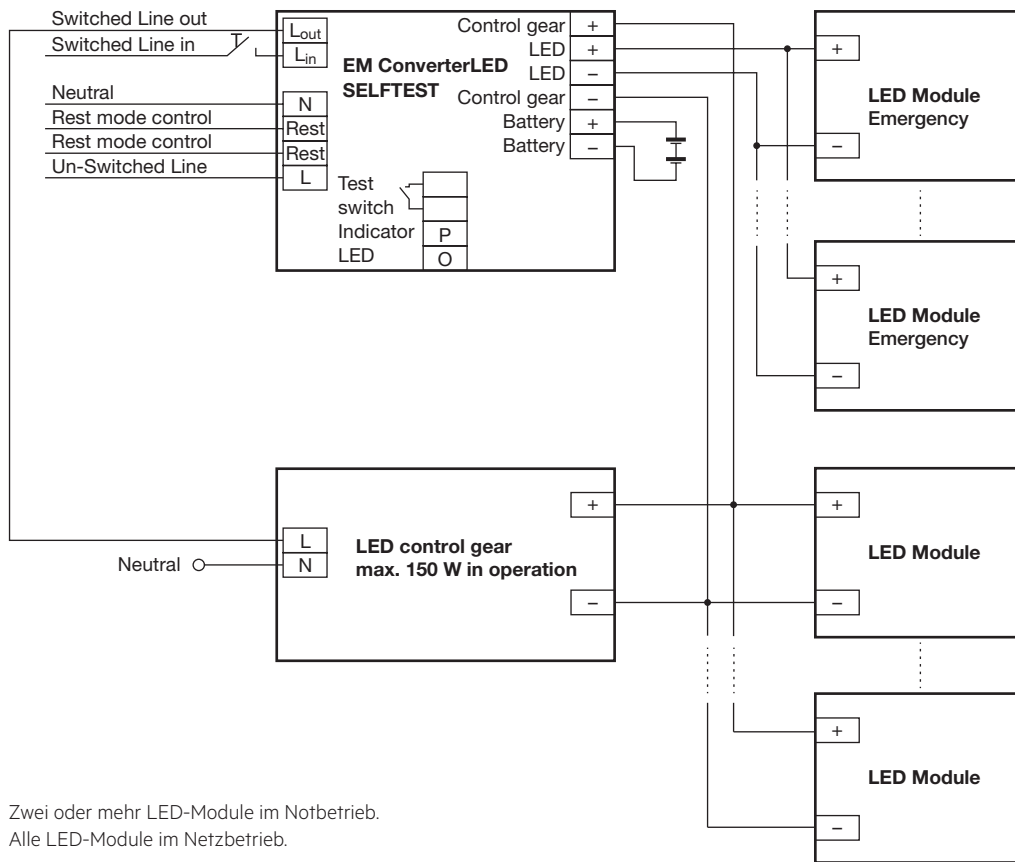 Switched Line out
Switched Line in
Neutral
Rest mode control
Rest mode control
Un-Switched Line
Lout
Lin
N
Rest
Rest
L
EM ConverterLED
SELFTEST
Test
switch
Indicator
LED
P
O
Control gear +
LED +
LED –
Control gear –
Battery +
Battery –
+
–
LED Module
Emergency
+
–
LED Module
Emergency
Neutral
L
N
LED control gear
max. 150 W in operation
+
–
+
–
LED Module
+
–
LED Module
Zwei oder mehr LED-Module im Notbetrieb.
Alle LED-Module im Netzbetrieb.